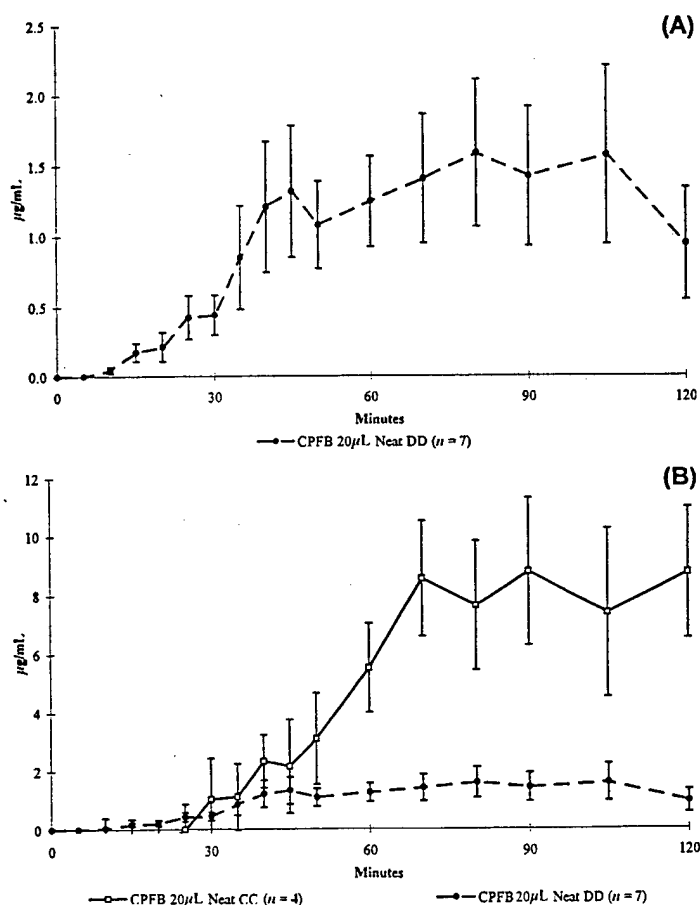 (A)
2.5
2.0
1.5
1.0
0.5
0.0
µg/mL
0 30 60 90 120
Minutes
CPFB 20µL Neat DD (n = 7)
(B)
12
10
8
6
4
2
0
µg/mL
0 30 60 90 120
Minutes
CPFB 20µL Neat CC (n = 4) CPFB 20µL Neat DD (n = 7)